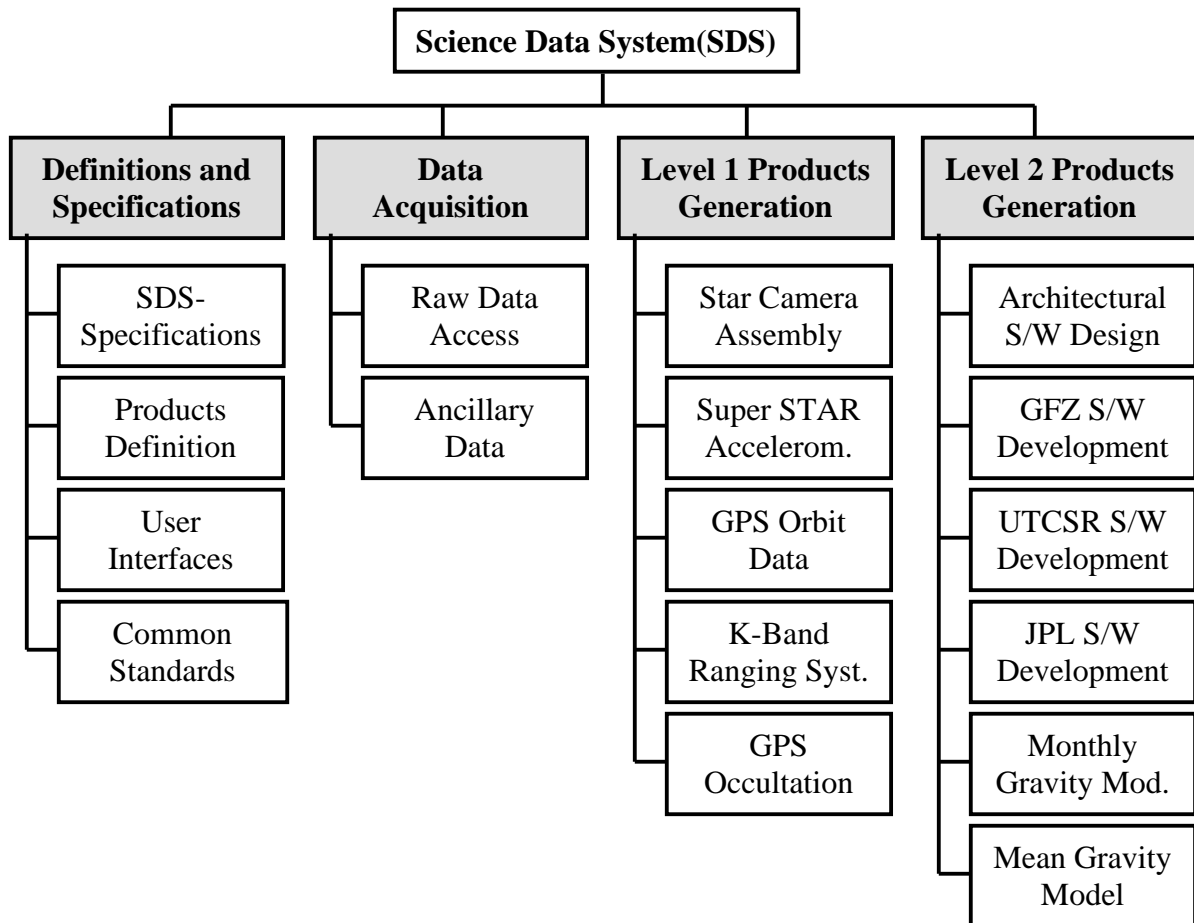 Science Data System(SDS)
Definitions and
Specifications
SDS-
Specifications
Products
Definition
User
Interfaces
Common
Standards
Data
Acquisition
Raw Data
Access
Ancillary
Data
Level 1 Products
Generation
Star Camera
Assembly
Super STAR
Accelerom.
GPS Orbit
Data
K-Band
Ranging Syst.
GPS
Occultation
Level 2 Products
Generation
Architectural
S/W Design
GFZ S/W
Development
UTCSR S/W
Development
JPL S/W
Development
Monthly
Gravity Mod.
Mean Gravity
Model